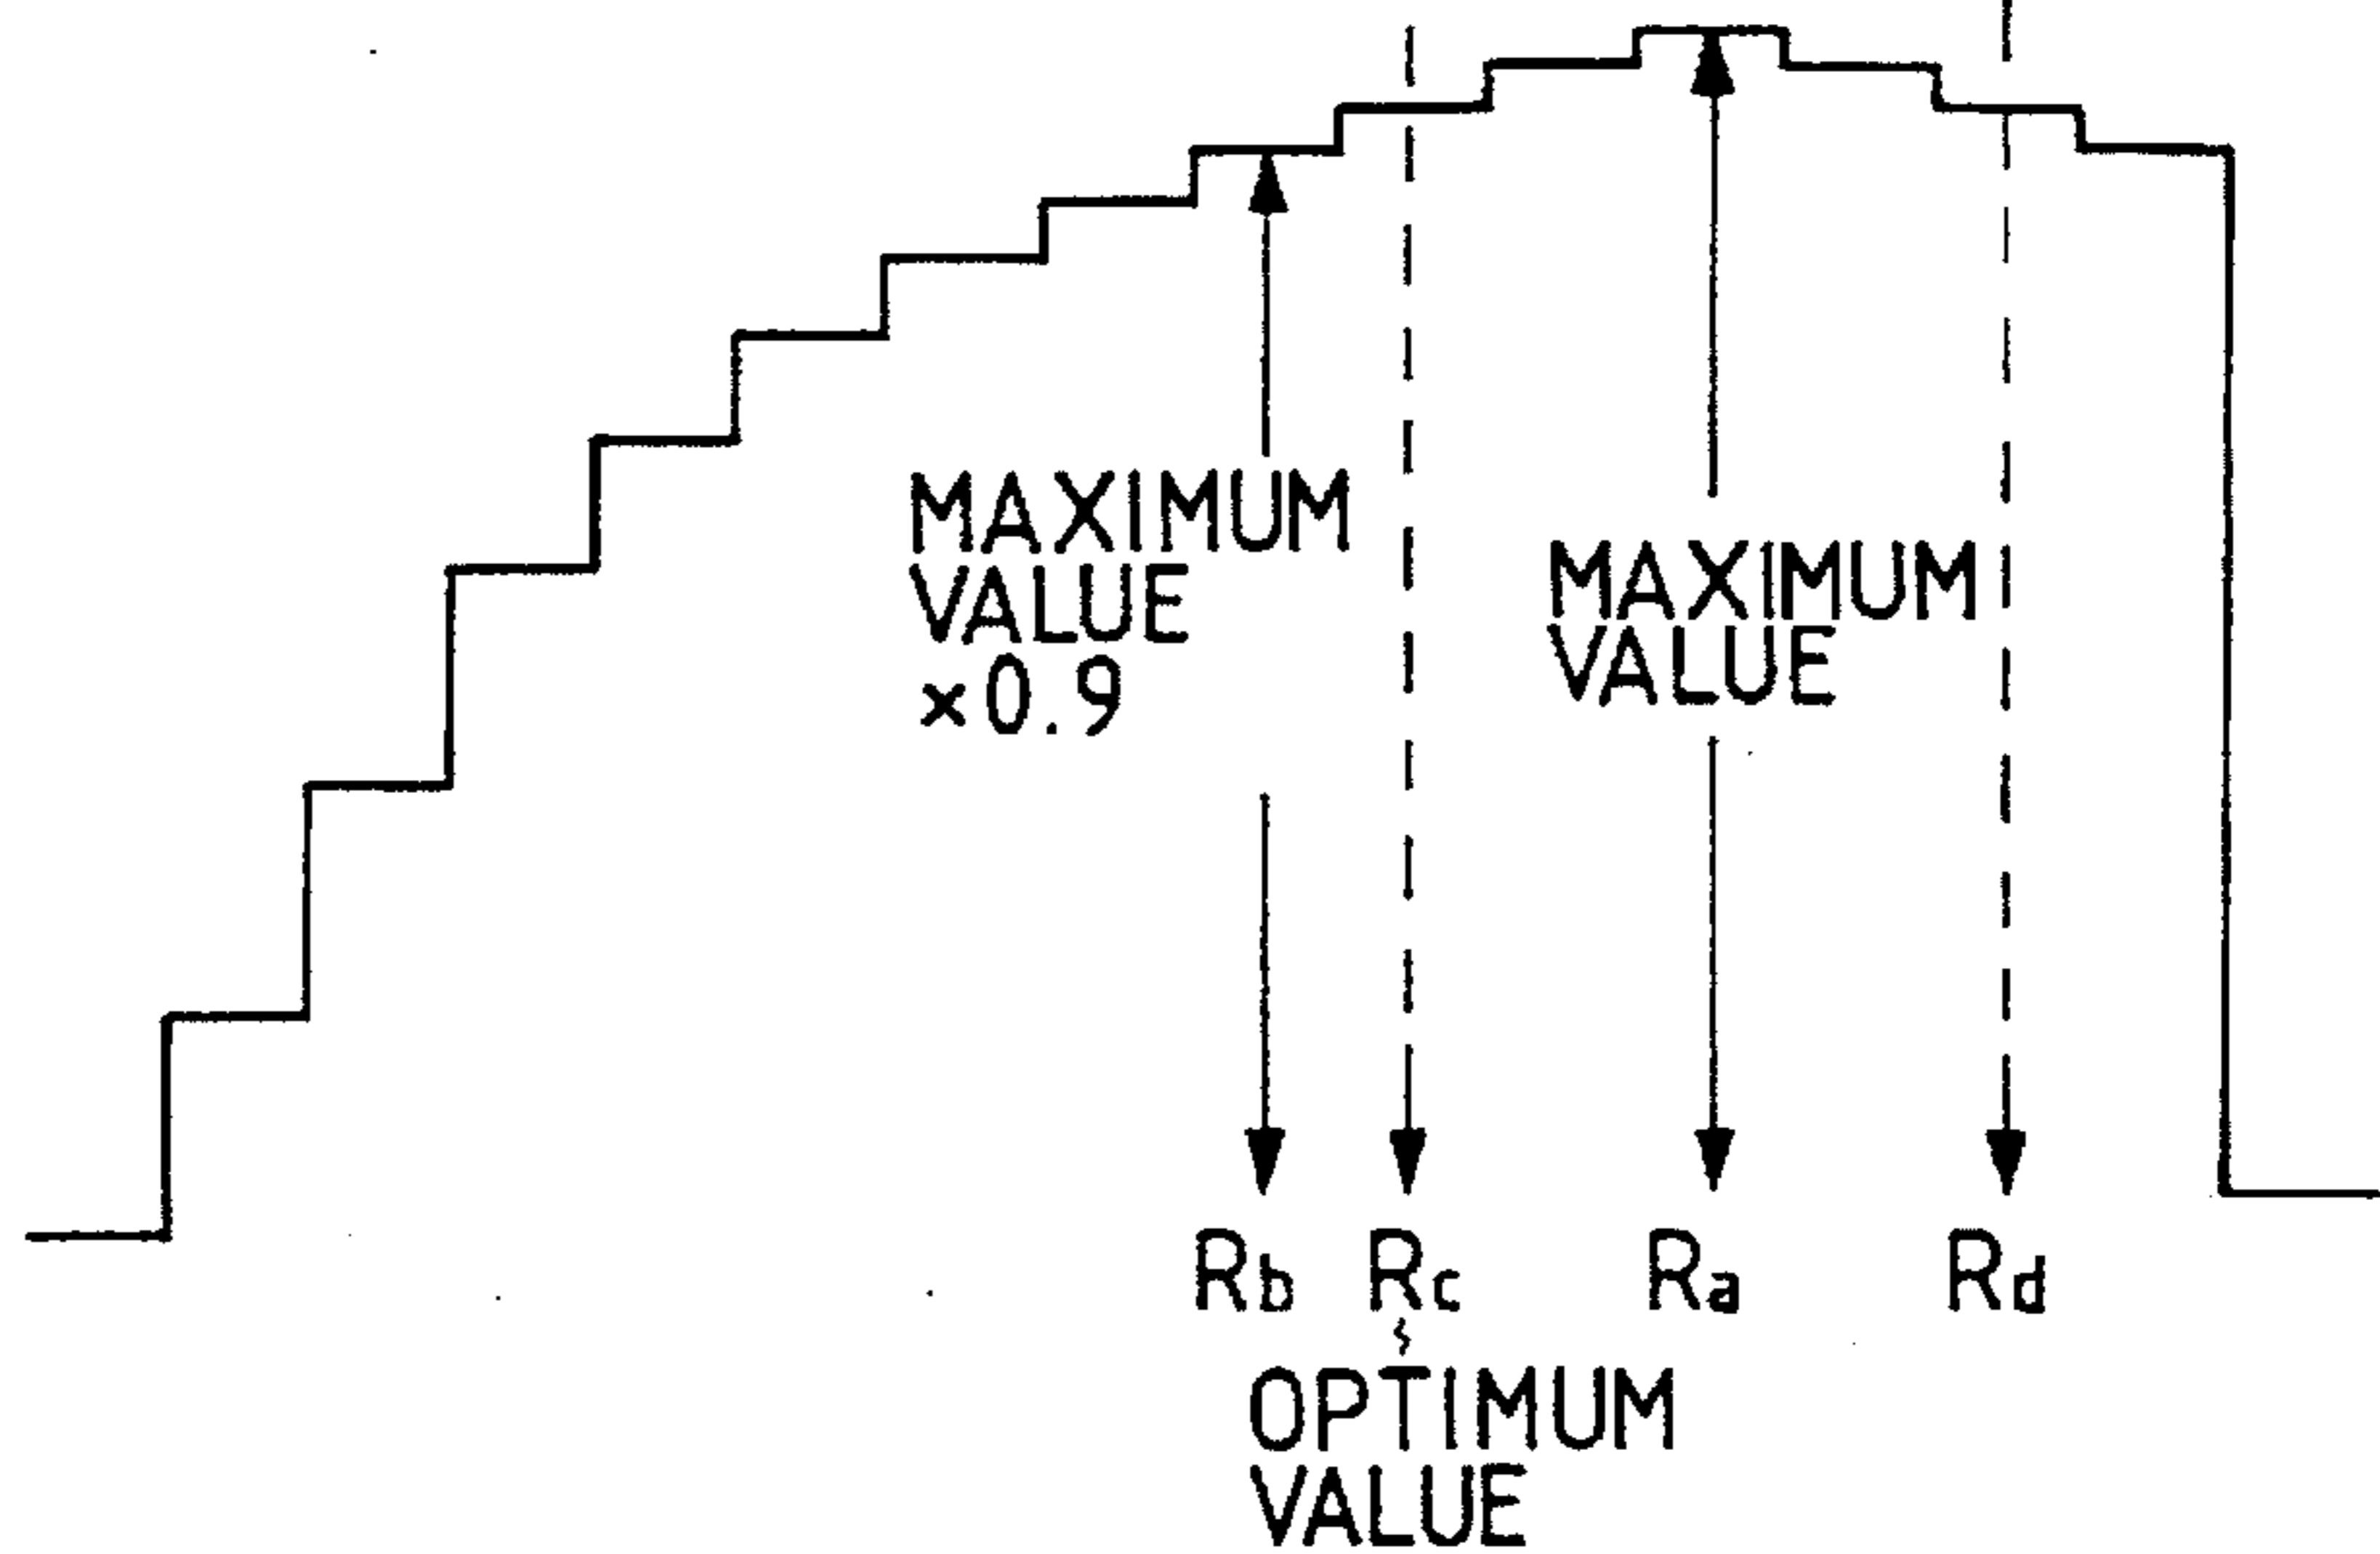 MAXIMUM
VALUE
×0.9
MAXIMUM
VALUE
Rb Rc Ra Rd
OPTIMUM
VALUE